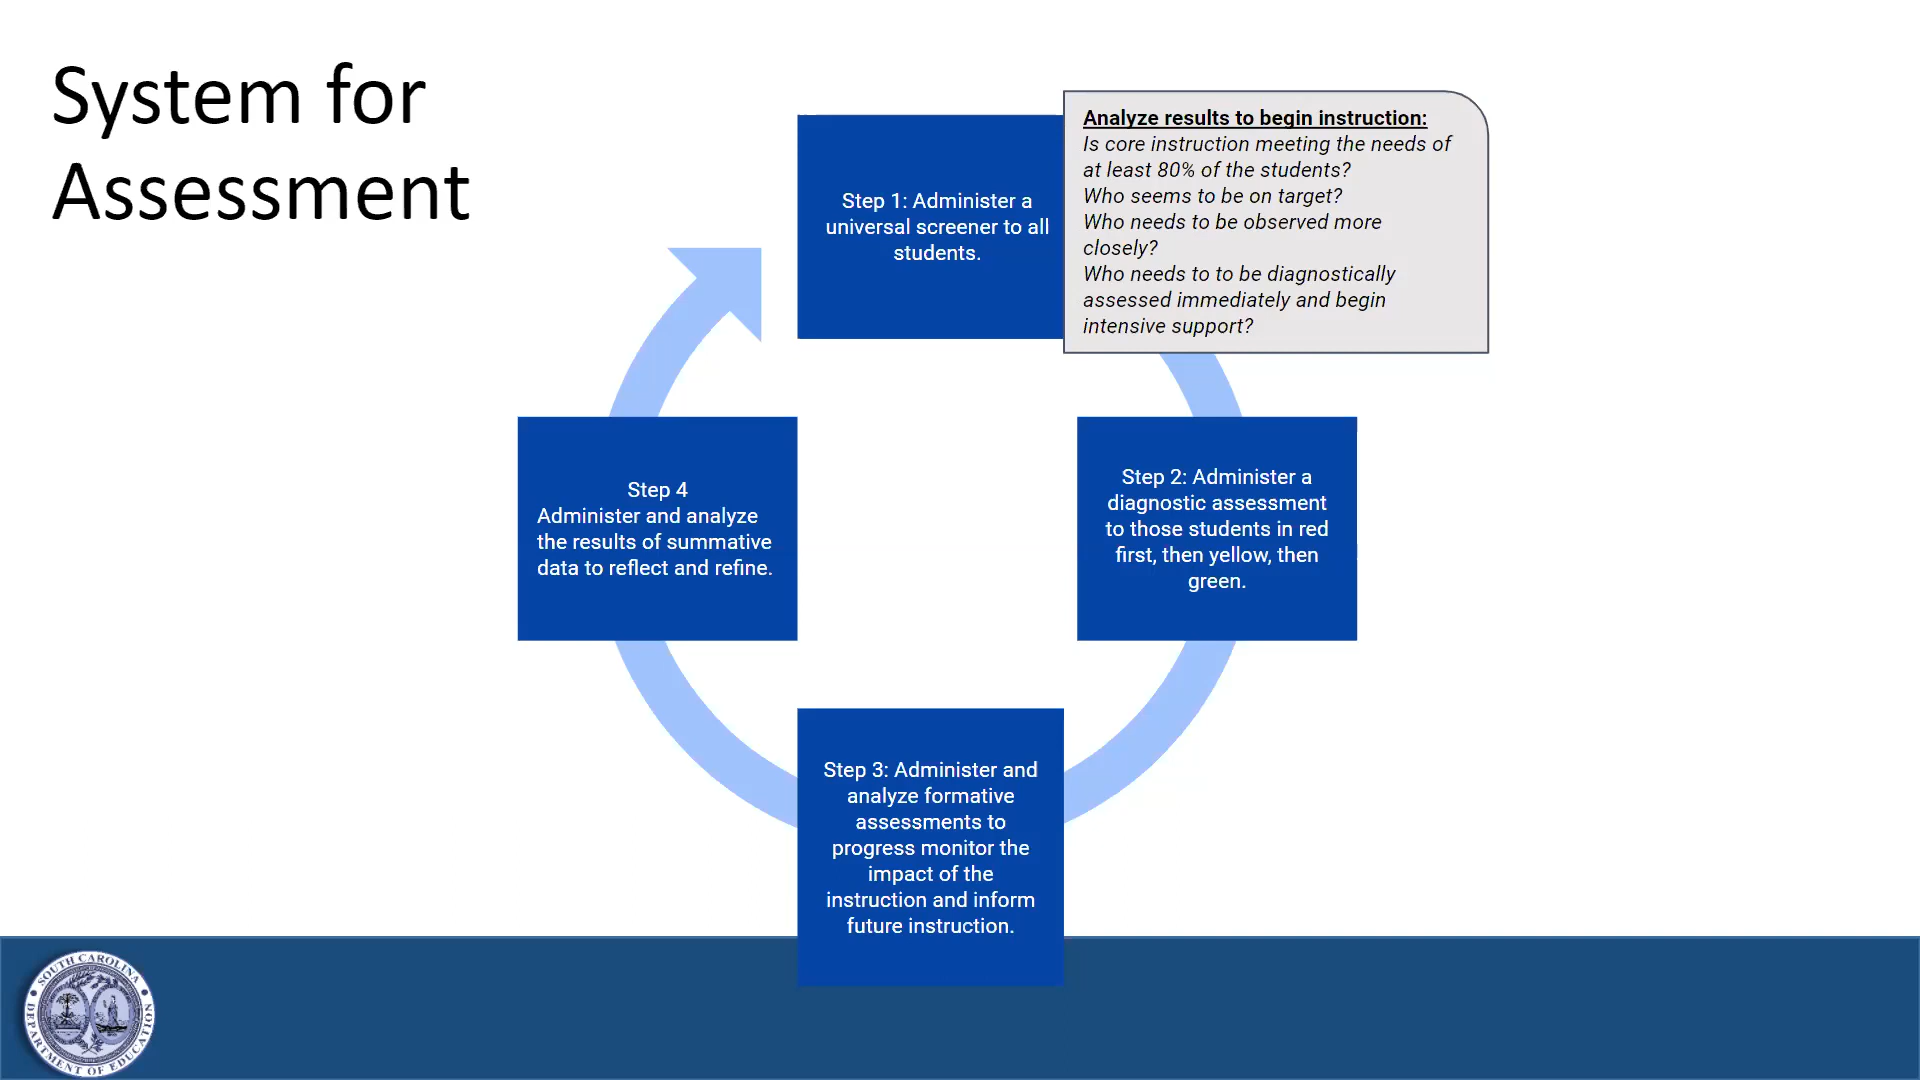 System for
Assessment
Step 1: Administer a
universal screener to all
students.
Analyze results to begin instruction:
Is core instruction meeting the needs of
at least 80% of the students?
Who seems to be on target?
Who needs to be observed more
closely?
Who needs to to be diagnostically
assessed immediately and begin
intensive support?
Step 2: Administer a
diagnostic assessment
to those students in red
first, then yellow, then
green.
Step 3: Administer and
analyze formative
assessments to
progress monitor the
impact of the
instruction and inform
future instruction.
Step 4
Administer and analyze
the results of summative
data to reflect and refine.
SOUTH CAROLINA
DEPARTMENT OF EDUCATION